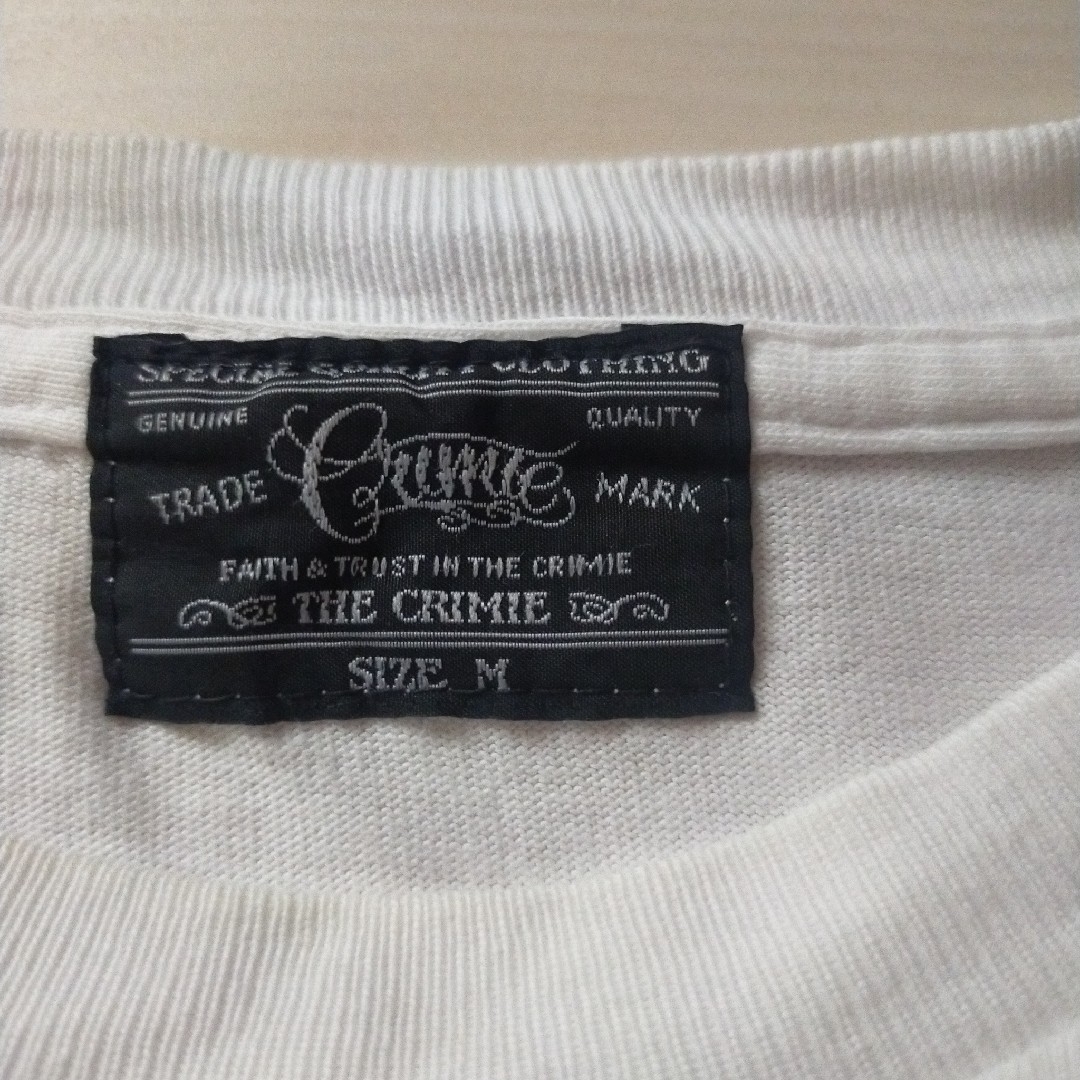 SPECIAL QUALITY CLOTHING
GENUINE QUALITY
Crimie
TRADE MARK
FAITH & TRUST IN THE CRIMIE
THE CRIMIE
SIZE M